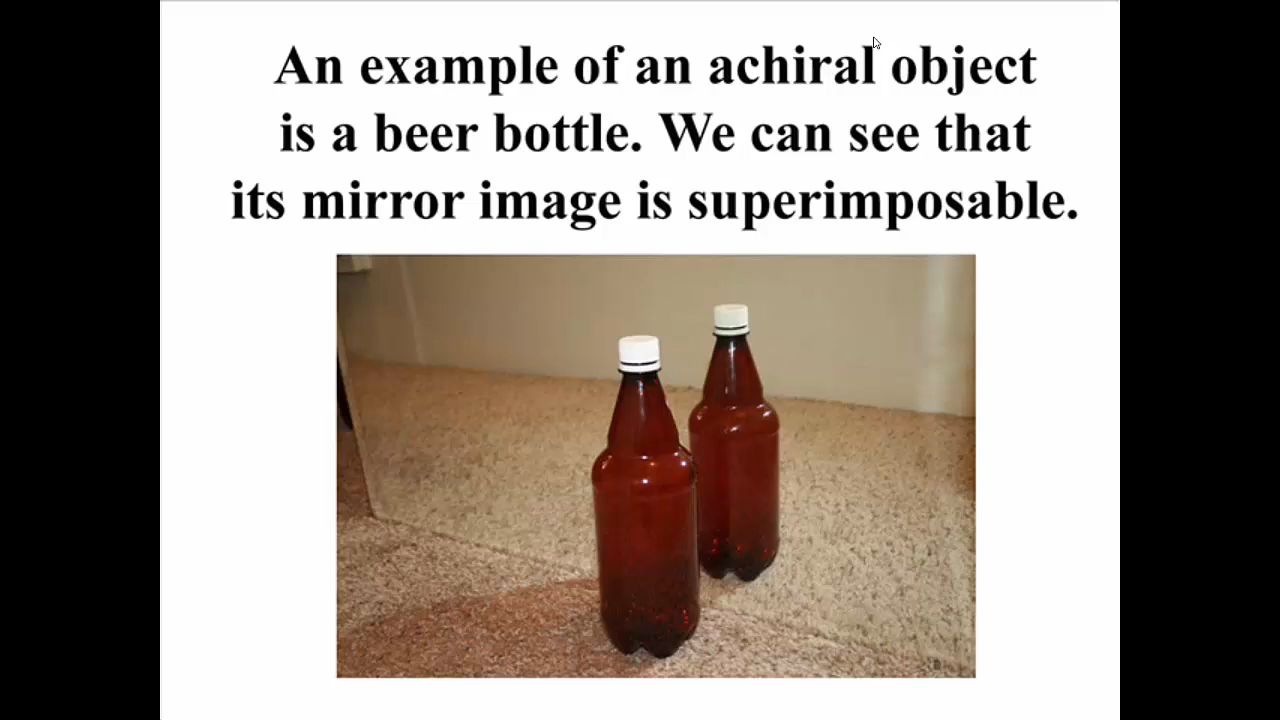 An example of an achiral object
is a beer bottle. We can see that
its mirror image is superimposable.